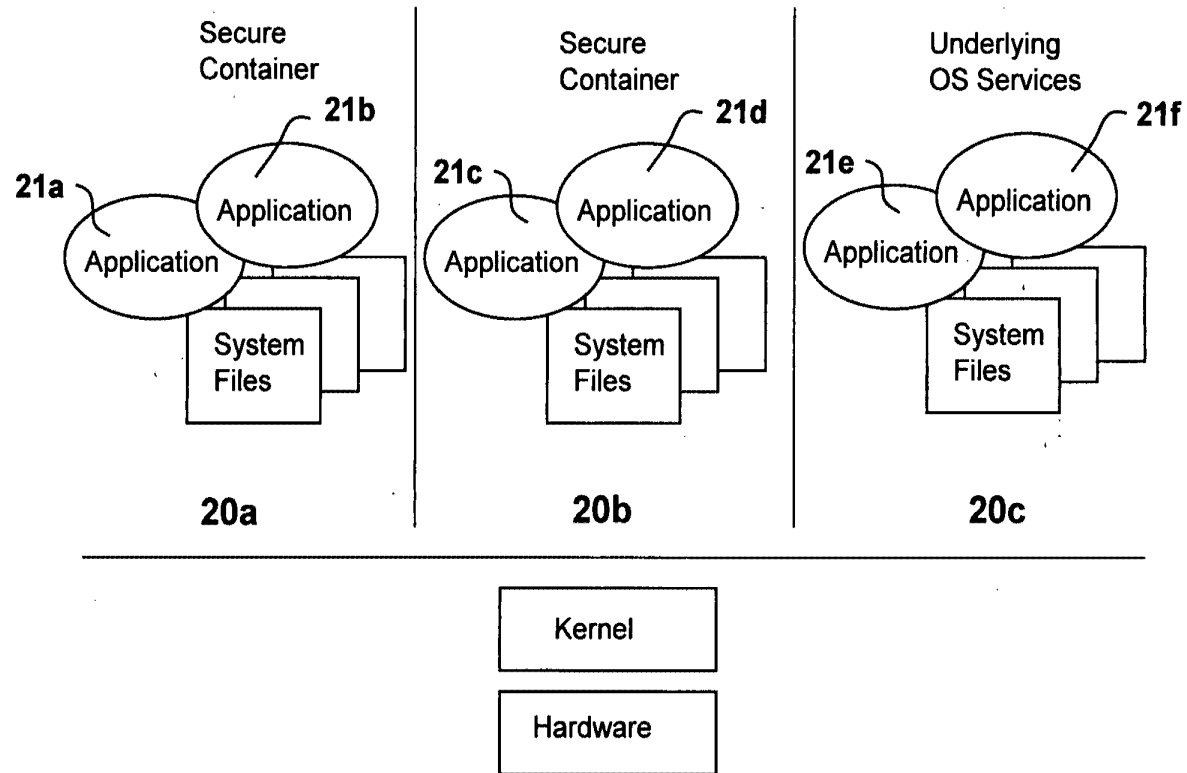 Secure
Container
21b
21a
Application
Application
System
Files
20a
Secure
Container
21d
21c
Application
Application
System
Files
20b
Underlying
OS Services
21f
21e
Application
Application
System
Files
20c
Kernel
Hardware